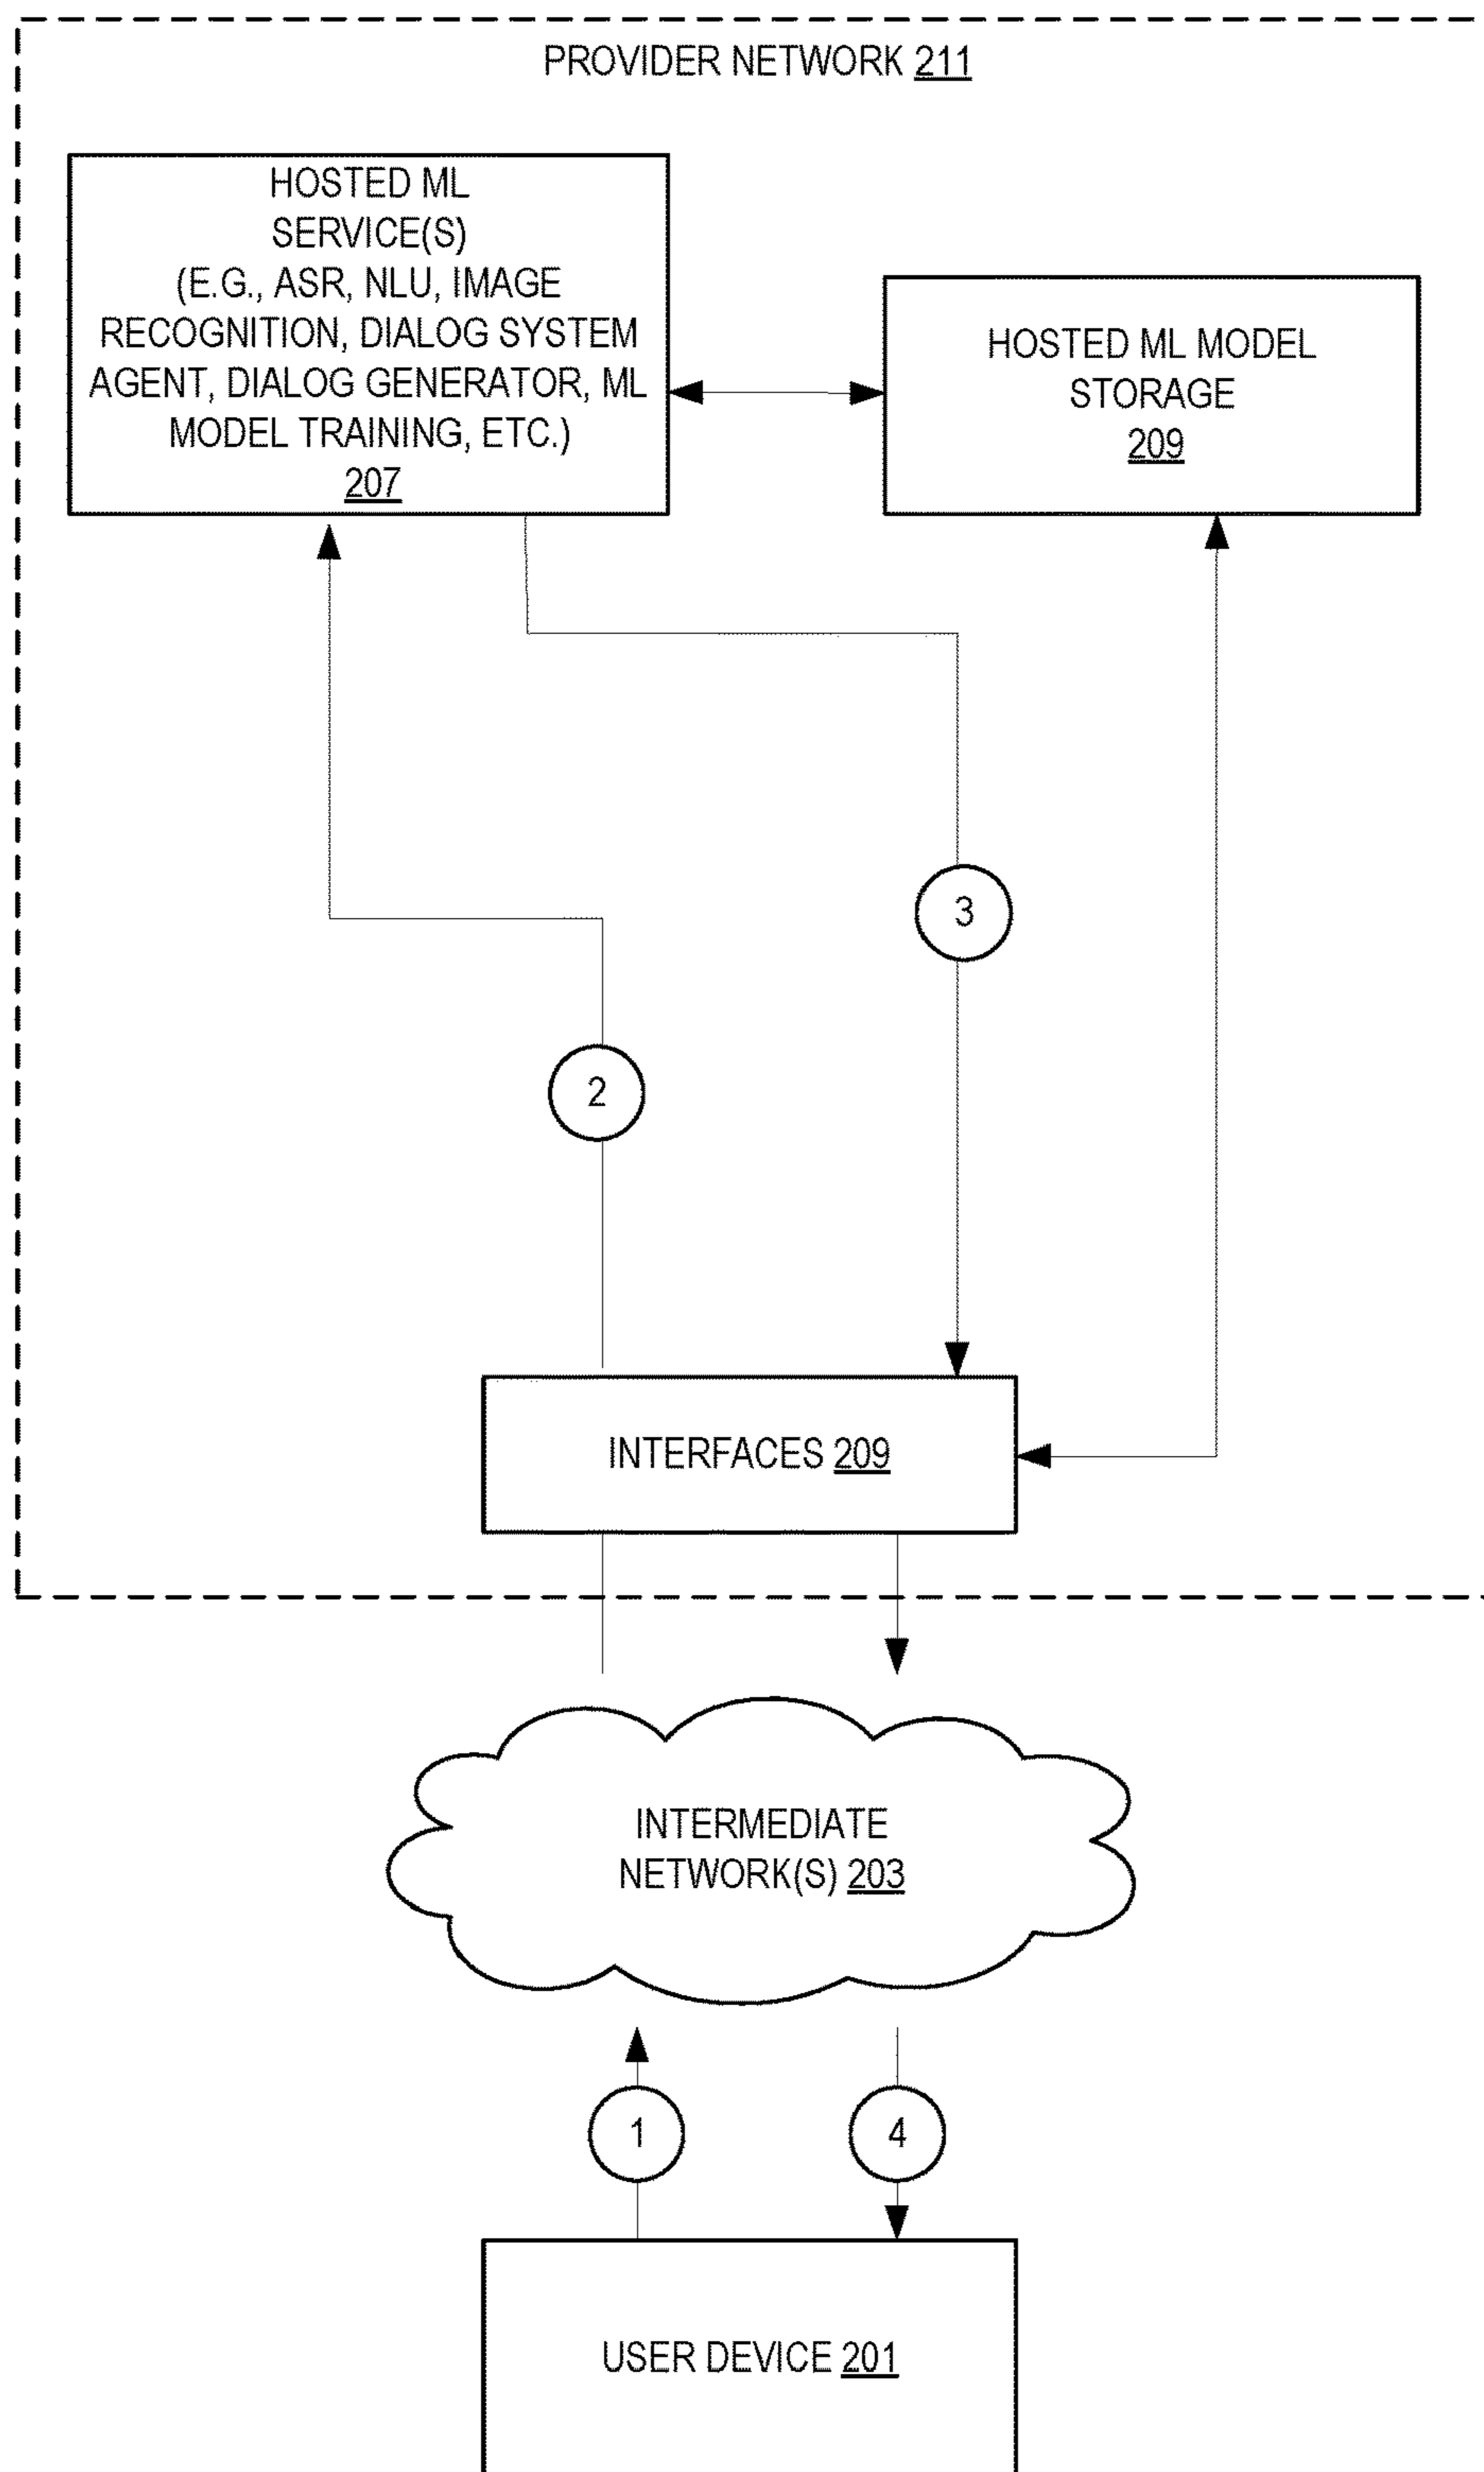 PROVIDER NETWORK 211
HOSTED ML
SERVICE(S)
(E.G., ASR, NLU, IMAGE
RECOGNITION, DIALOG SYSTEM
AGENT, DIALOG GENERATOR, ML
MODEL TRAINING, ETC.)
207
HOSTED ML MODEL
STORAGE
209
3
2
INTERFACES 209
INTERMEDIATE
NETWORK(S) 203
1
4
USER DEVICE 201